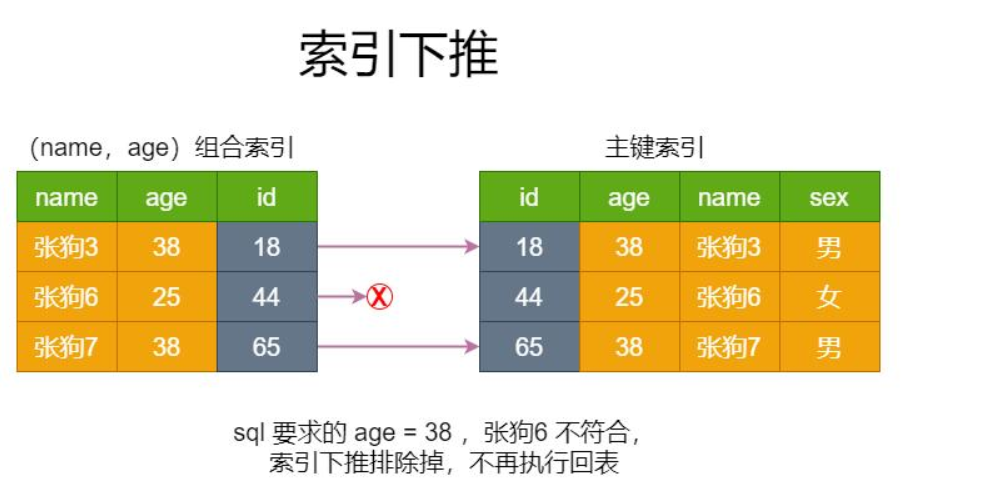 索引下推
（name，age）组合索引
主键索引
name age id
张狗3 38 18
张狗6 25 44
张狗7 38 65
id age name sex
18 38 张狗3 男
X
44 25 张狗6 女
65 38 张狗7 男
sql 要求的 age = 38 ，张狗6 不符合，
索引下推排除掉，不再执行回表